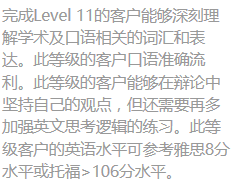 完成Level 11的客户能够深刻理
解学术及口语相关的词汇和表
达。此等级的客户口语准确流
利。此等级的客户能够在辩论中
坚持自己的观点，但还需要再多
加强英文思考逻辑的练习。此等
级客户的英语水平可参考雅思8分
水平或托福>106分水平。